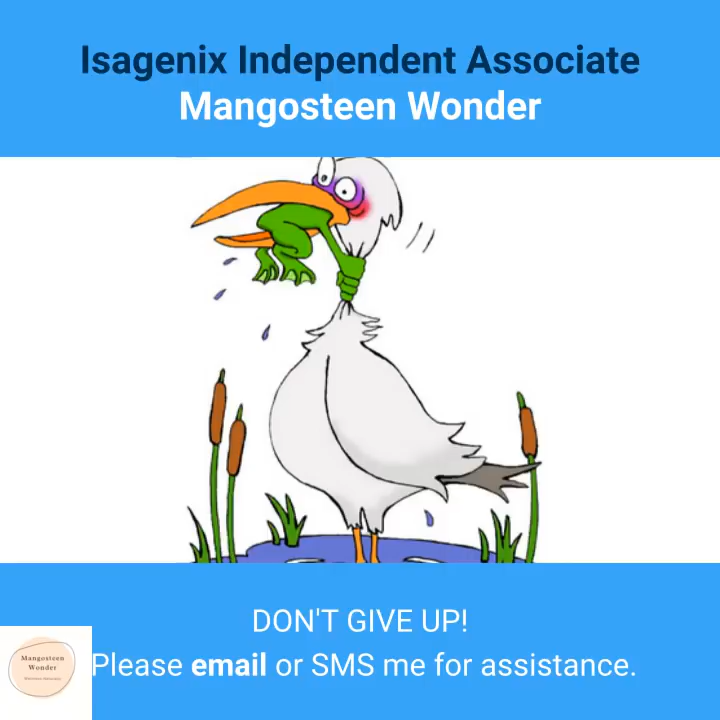 Isagenix Independent Associate
Mangosteen Wonder
DON'T GIVE UP!
Please email or SMS me for assistance.
Mangosteen
Wonder